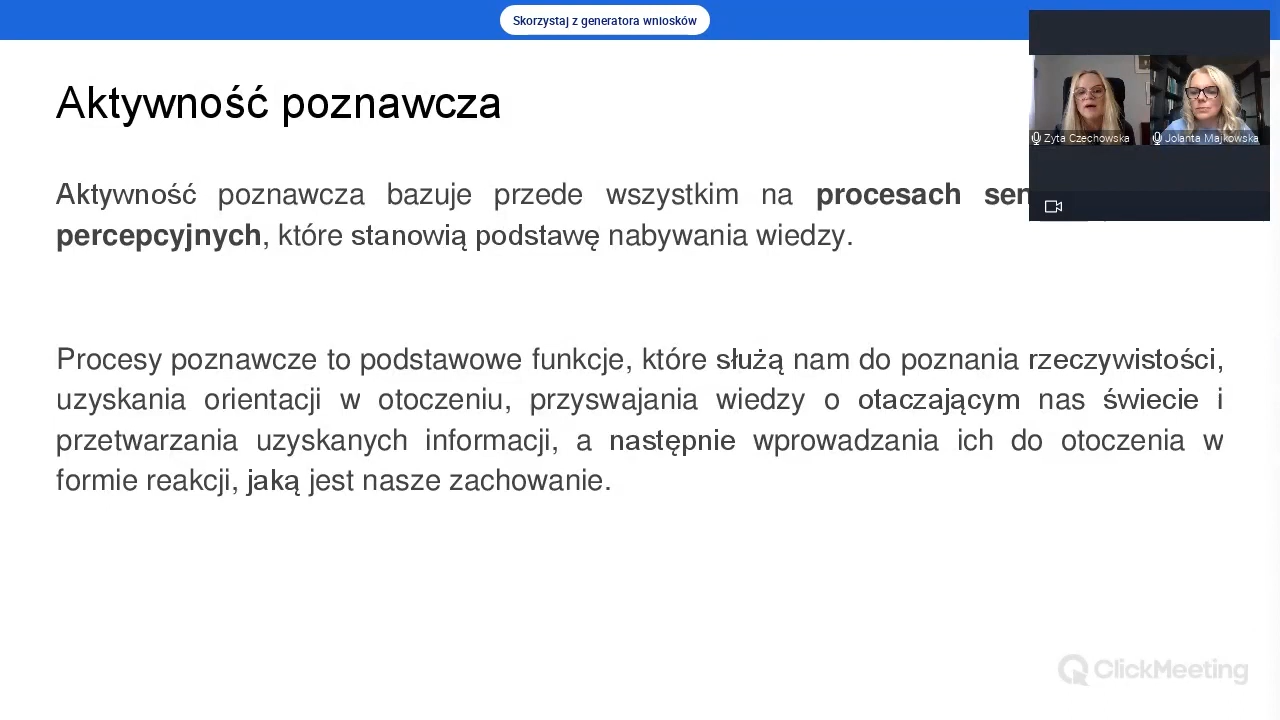 Skorzystaj z generatora wniosków
Aktywność poznawcza
Zyta Czechowska
Jolanta Majkowska
Aktywność poznawcza bazuje przede wszystkim na procesach
percepcyjnych, które stanowią podstawę nabywania wiedzy.
Procesy poznawcze to podstawowe funkcje, które służą nam do poznania rzeczywistości,
uzyskania orientacji w otoczeniu, przyswajania wiedzy o otaczającym nas świecie i
przetwarzania uzyskanych informacji, a następnie wprowadzania ich do otoczenia w
formie reakcji, jaką jest nasze zachowanie.
ClickMeeting